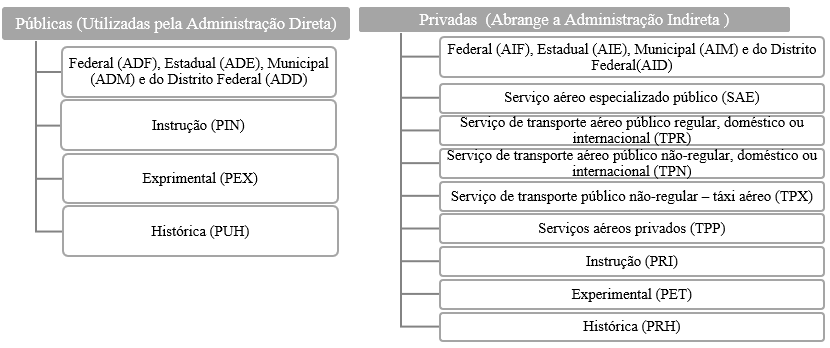 Públicas (Utilizadas pela Administração Direta)
Federal (ADF), Estadual (ADE), Municipal
(ADM) e do Distrito Federal (ADD)
Instrução (PIN)
Exprimental (PEX)
Histórica (PUH)
Privadas (Abrange a Administração Indireta )
Federal (AIF), Estadual (AIE), Municipal (AIM) e do Distrito
Federal(AID)
Serviço aéreo especializado público (SAE)
Serviço de transporte aéreo público regular, doméstico ou
internacional (TPR)
Serviço de transporte aéreo público não-regular, doméstico ou
internacional (TPN)
Serviço de transporte público não-regular – táxi aéreo (TPX)
Serviços aéreos privados (TPP)
Instrução (PRI)
Experimental (PET)
Histórica (PRH)